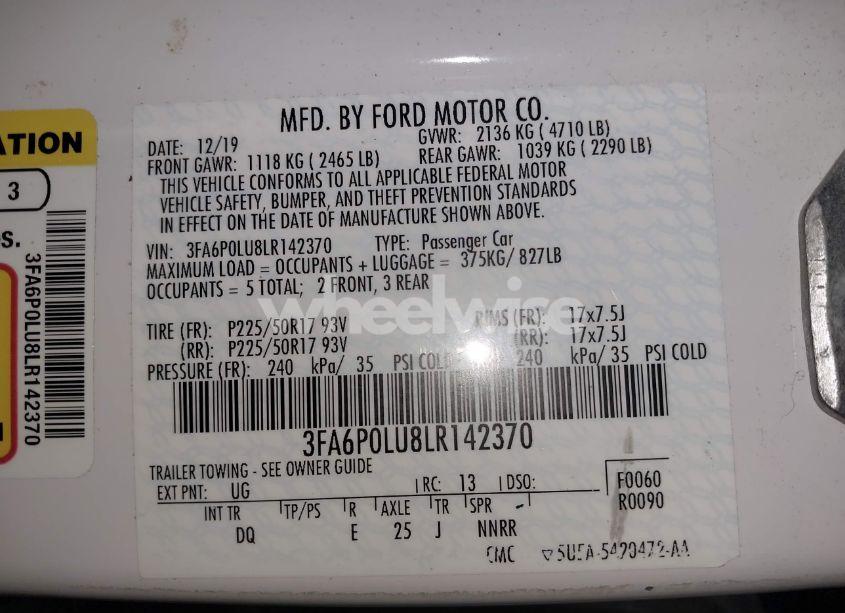 MFD. BY FORD MOTOR CO.
DATE: 12/19 GVWR: 2136 KG ( 4710 LB)
FRONT GAWR: 1118 KG ( 2465 LB) REAR GAWR: 1039 KG ( 2290 LB)
THIS VEHICLE CONFORMS TO ALL APPLICABLE FEDERAL MOTOR
VEHICLE SAFETY, BUMPER, AND THEFT PREVENTION STANDARDS
IN EFFECT ON THE DATE OF MANUFACTURE SHOWN ABOVE.
VIN: 3FA6P0LU8LR142370 TYPE: Passenger Car
MAXIMUM LOAD = OCCUPANTS + LUGGAGE = 375KG/ 827LB
OCCUPANTS = 5 TOTAL; 2 FRONT, 3 REAR
wheelwise
TIRE (FR): P225/50R17 93V RIMS (FR): 17x7.5J
(RR): P225/50R17 93V (RR): 17x7.5J
PRESSURE (FR): 240 kPa/ 35 PSI COLD 240 kPa/ 35 PSI COLD
3FA6P0LU8LR142370
TRAILER TOWING - SEE OWNER GUIDE
EXT PNT: UG RC: 13 DSO: F0060
R0090
INT TR TP/PS R AXLE TR SPR
DQ E 25 J NNRR
5U5A-5420472-AA
ATION
3
3FA6P0LU8LR142370